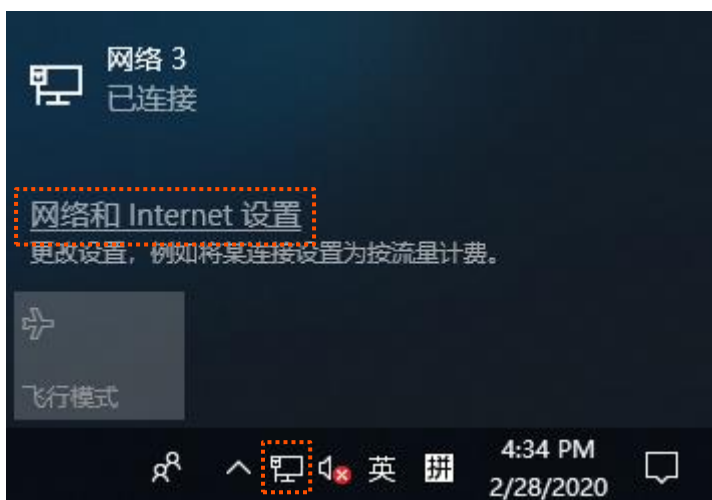 网络 3
已连接
网络和 Internet 设置
更改设置，例如将某连接设置为按流量计费。
飞行模式
英 拼 4:34 PM
2/28/2020